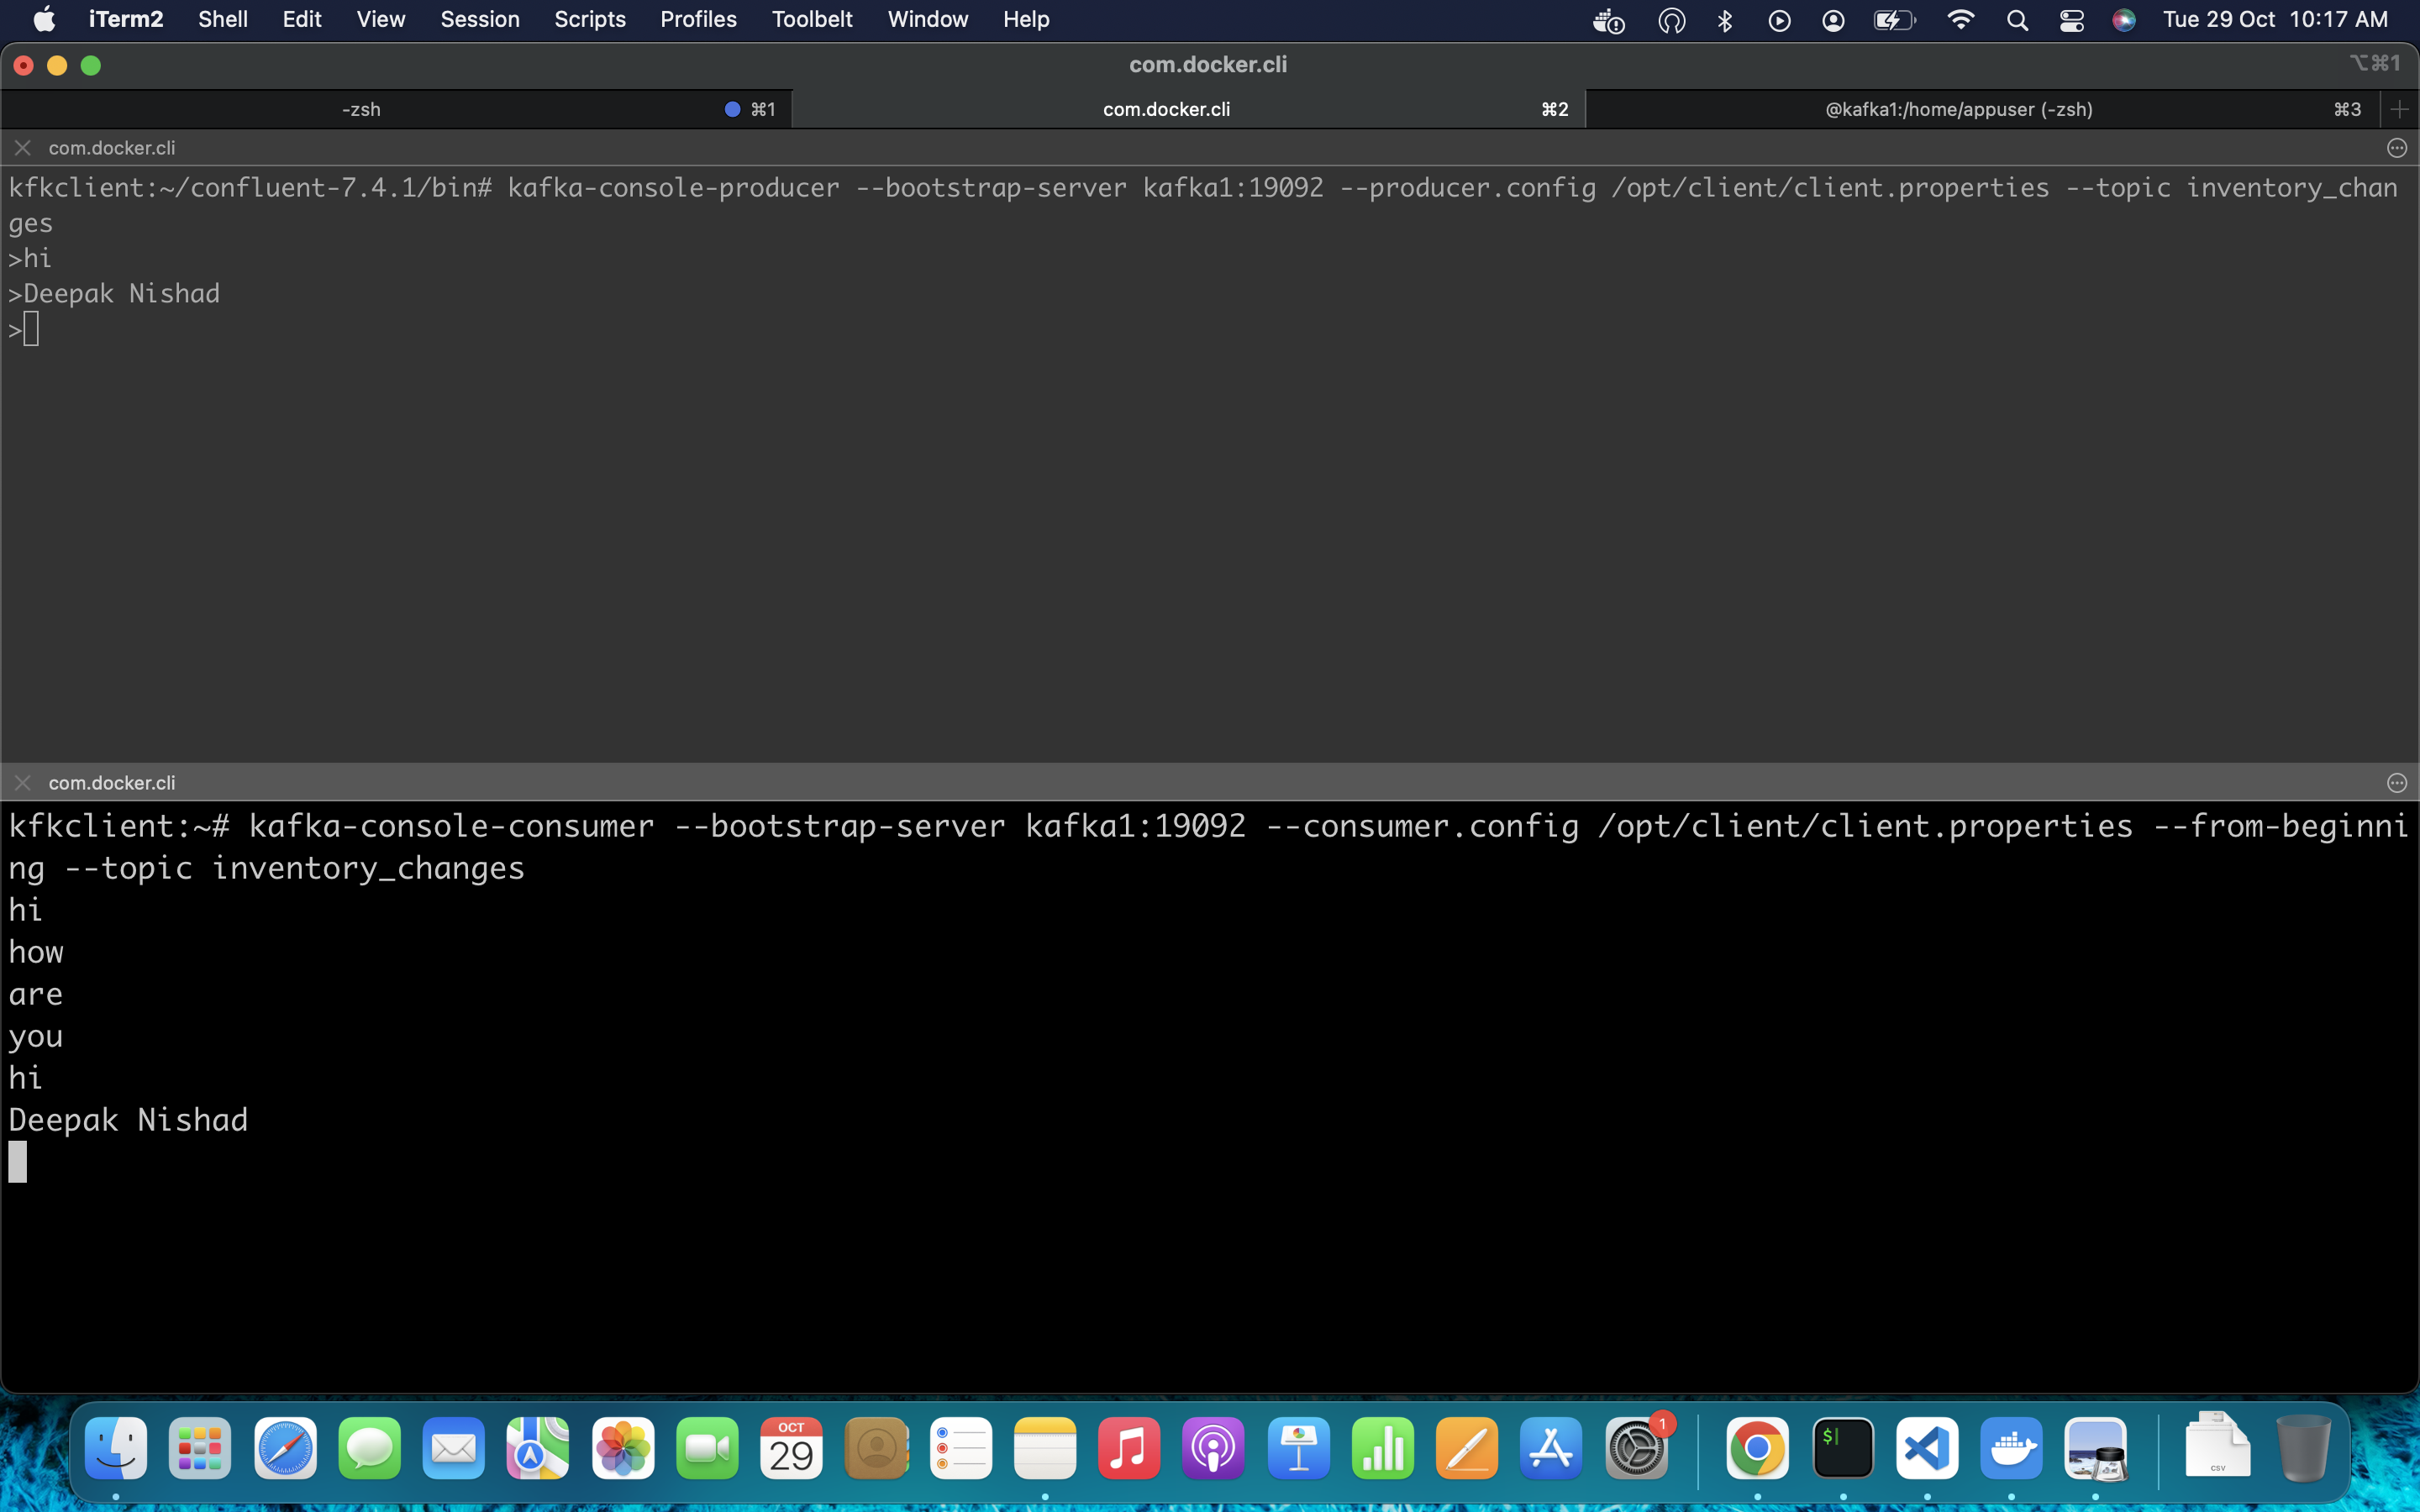 iTerm2 Shell Edit View Session Scripts Profiles Toolbelt Window Help Tue 29 Oct 10:17 AM
com.docker.cli ⌥⌘1
-zsh ⌘1 com.docker.cli ⌘2 @kafka1:/home/appuser (-zsh) ⌘3
com.docker.cli
kfkclient:~/confluent-7.4.1/bin# kafka-console-producer --bootstrap-server kafka1:19092 --producer.config /opt/client/client.properties --topic inventory_chan
ges
>hi
>Deepak Nishad
>
com.docker.cli
kfkclient:~# kafka-console-consumer --bootstrap-server kafka1:19092 --consumer.config /opt/client/client.properties --from-beginni
ng --topic inventory_changes
hi
how
are
you
hi
Deepak Nishad
OCT
29
1
$
CSV